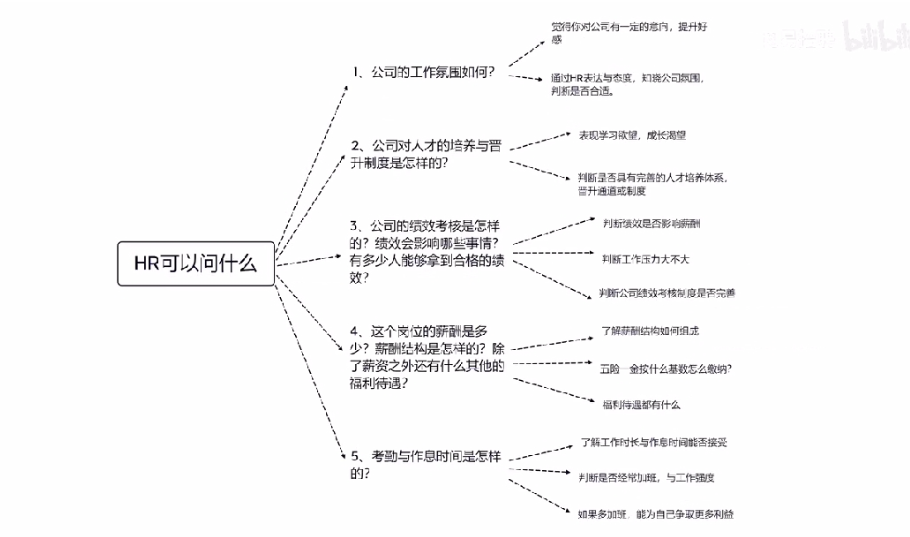 HR可以问什么
1、公司的工作氛围如何？
觉得你对公司有一定的意向，提升好
感
通过HR表达与态度，知晓公司氛围，
判断是否合适。
2、公司对人才的培养与晋
升制度是怎样的？
表现学习欲望，成长渴望
判断是否具有完善的人才培养体系，
晋升通道或制度
3、公司的绩效考核是怎样
的？绩效会影响哪些事情？
有多少人能够拿到合格的绩
效？
判断绩效是否影响薪酬
判断工作压力大不大
判断公司绩效考核制度是否完善
4、这个岗位的薪酬是多
少？薪酬结构是怎样的？除
了薪资之外还有什么其他的
福利待遇？
了解薪酬结构如何组成
五险一金按什么基数怎么缴纳？
福利待遇都有什么
5、考勤与作息时间是怎样
的？
了解工作时长与作息时间能否接受
判断是否经常加班，与工作强度
如果多加班，能为自己争取更多利益
bilibili